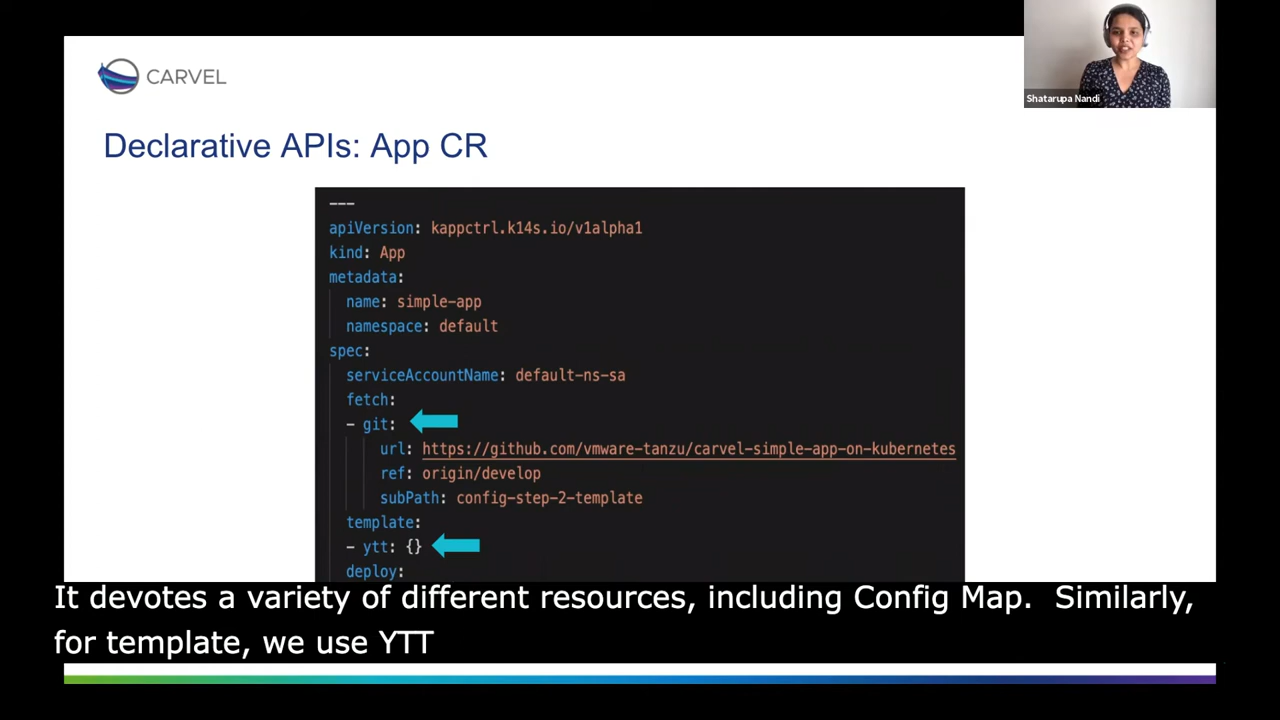 CARVEL
Shatarupa Nandi
Declarative APIs: App CR
---
apiVersion: kappctrl.k14s.io/v1alpha1
kind: App
metadata:
  name: simple-app
  namespace: default
spec:
  serviceAccountName: default-ns-sa
  fetch:
  - git:
      url: https://github.com/vmware-tanzu/carvel-simple-app-on-kubernetes
      ref: origin/develop
      subPath: config-step-2-template
  template:
  - ytt: {}
  deploy:
It devotes a variety of different resources, including Config Map.  Similarly,
for template, we use YTT